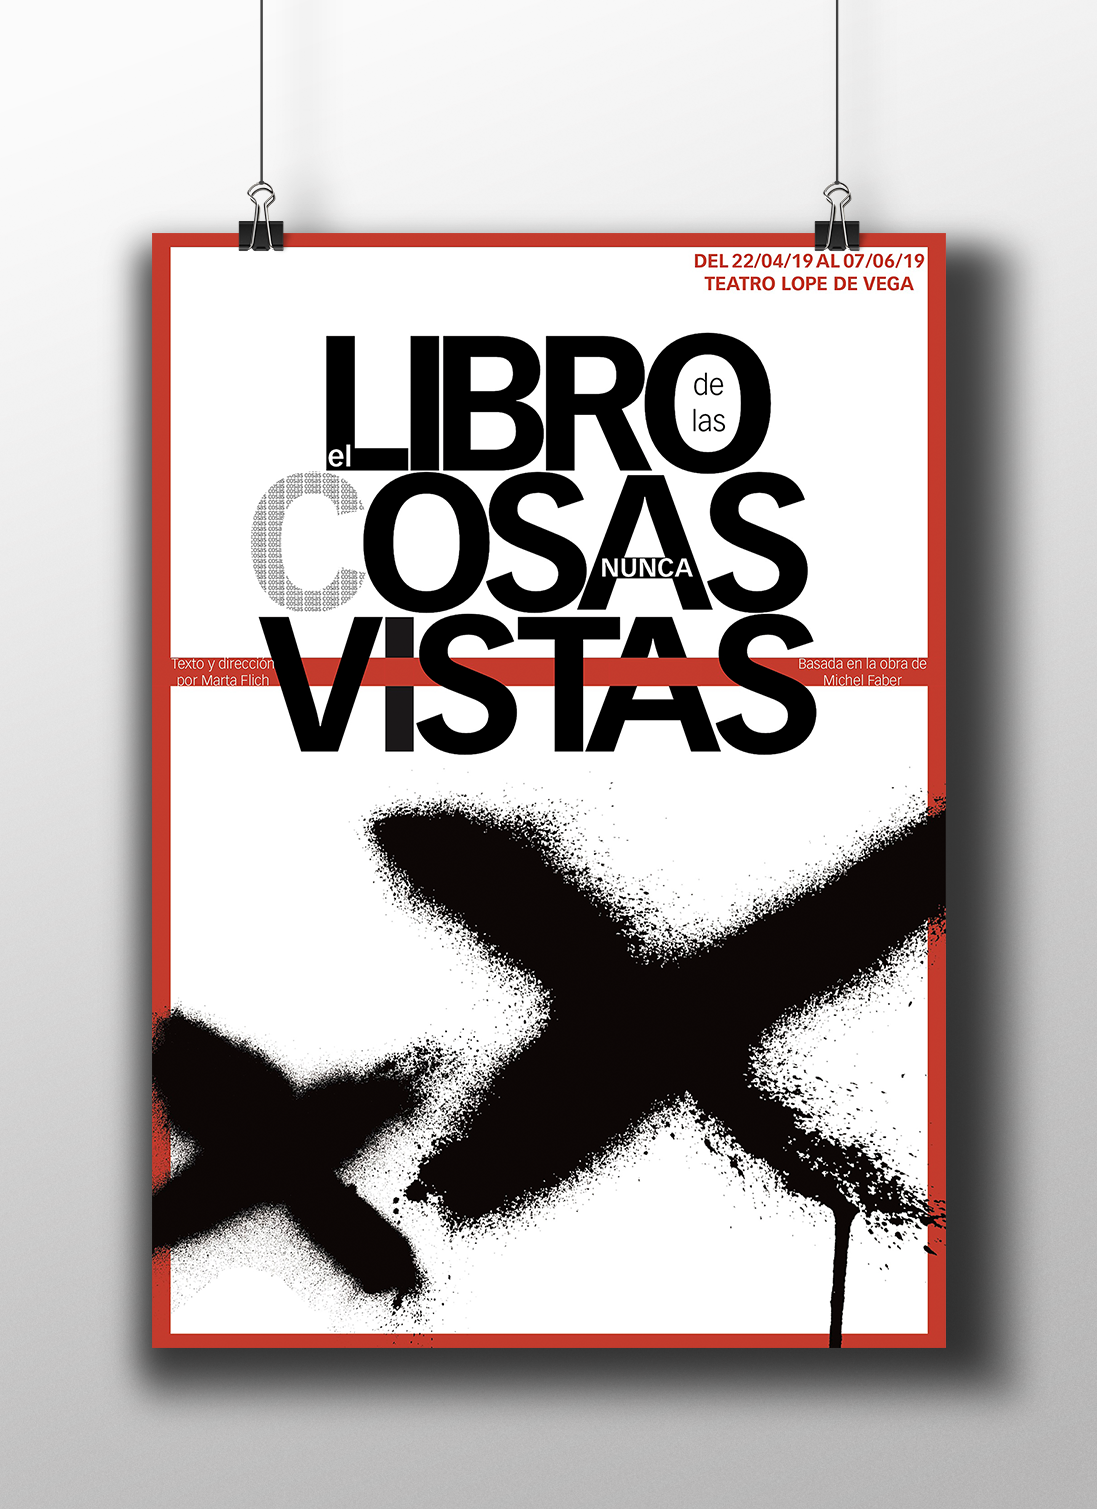 DEL 22/04/19 AL 07/06/19
TEATRO LOPE DE VEGA
el LIBRO de las
COSAS
NUNCA
VISTAS
Texto y dirección
por Marta Flich
Basada en la obra de
Michel Faber